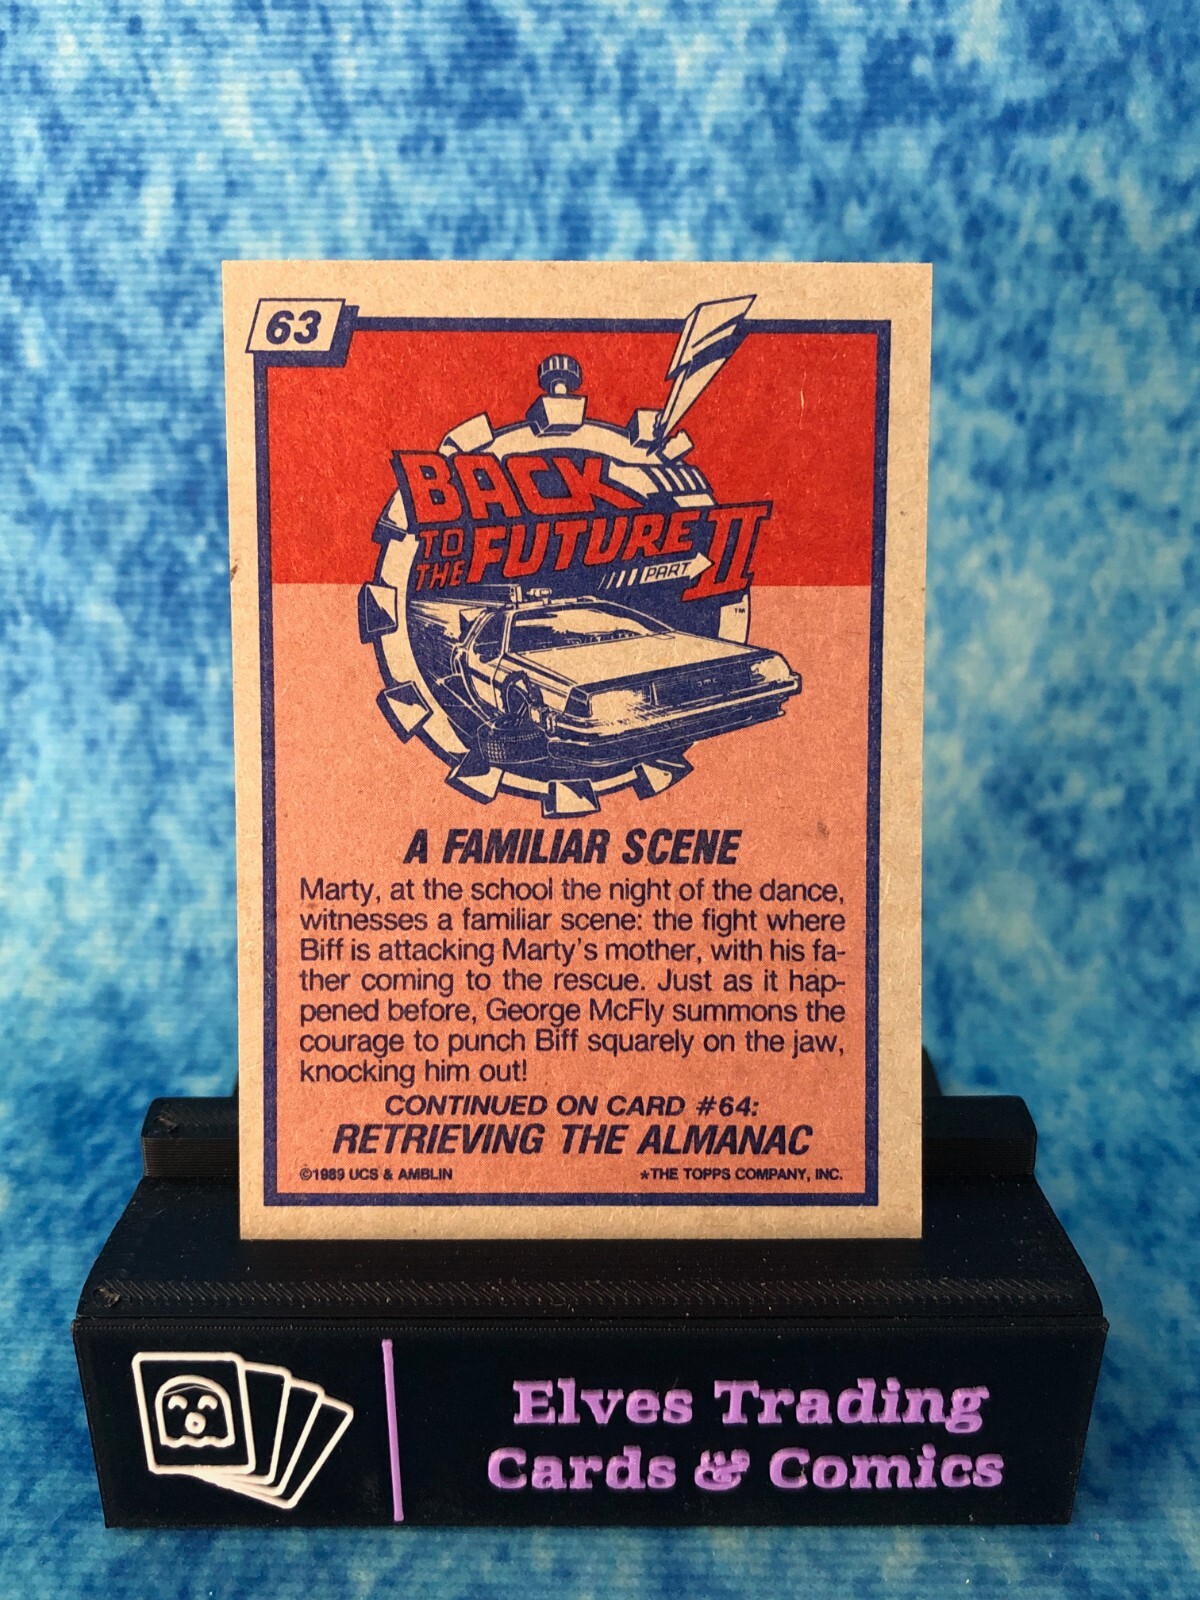 63
BACK
TO
THE FUTURE
PART II
™
DMC
A FAMILIAR SCENE
Marty, at the school the night of the dance,
witnesses a familiar scene: the fight where
Biff is attacking Marty's mother, with his fa-
ther coming to the rescue. Just as it hap-
pened before, George McFly summons the
courage to punch Biff squarely on the jaw,
knocking him out!
CONTINUED ON CARD #64:
RETRIEVING THE ALMANAC
©1989 UCS & AMBLIN *THE TOPPS COMPANY, INC.
Elves Trading
Cards & Comics